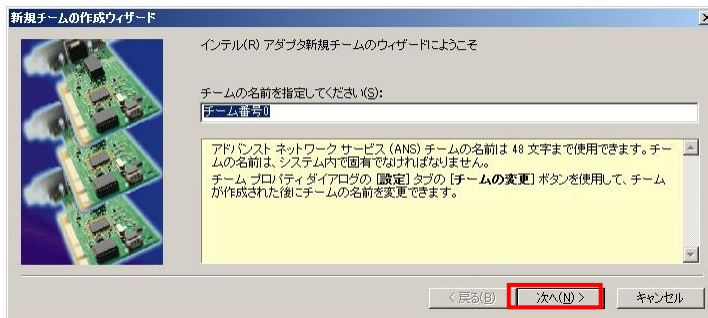 新規チームの作成ウィザード
インテル(R) アダプタ新規チームのウィザードにようこそ
チームの名前を指定してください(S):
チーム番号0
アドバンスト ネットワーク サービス (ANS) チームの名前は 48 文字まで使用できます。チー
ムの名前は、システム内で固有でなければなりません。
チーム プロパティ ダイアログの [設定] タブの [チームの変更] ボタンを使用して、チーム
が作成された後にチームの名前を変更できます。
< 戻る(B)
次へ(N) >
キャンセル